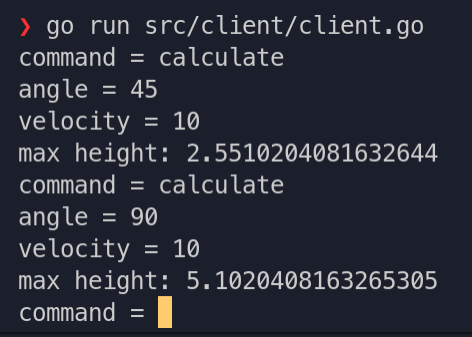 ❯ go run src/client/client.go
command = calculate
angle = 45
velocity = 10
max height: 2.5510204081632644
command = calculate
angle = 90
velocity = 10
max height: 5.1020408163265305
command =